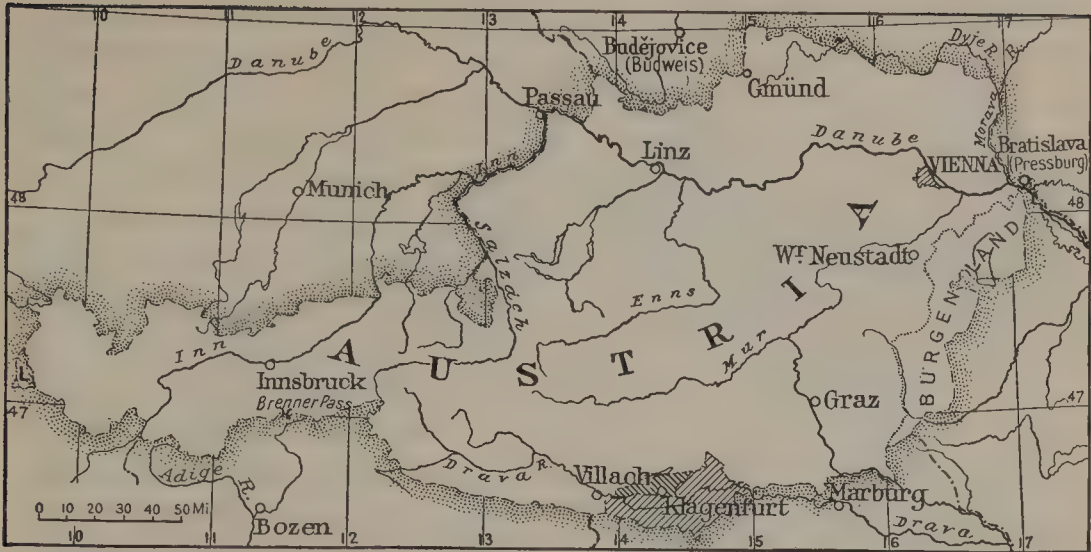 10
11
12
13
14
15
16
17
Danube
Budějovice
(Budweis)
Gmünd
Dyje R.
Morava R.
Passau
Inn
Munich
Linz
Danube
VIENNA
Bratislava
(Pressburg)
48
48
Salzach
Wr. Neustadt
BÜRGENLAND
Enns
AUSTRIA
Mur
Inn
L.
Innsbruck
Brenner Pass
47
47
Graz
Adige R.
Drava R.
Villach
Klagenfurt
Marburg
Drava
Bozen
0 10 20 30 40 50 Mi.
10
11
12
13
14
15
16
17